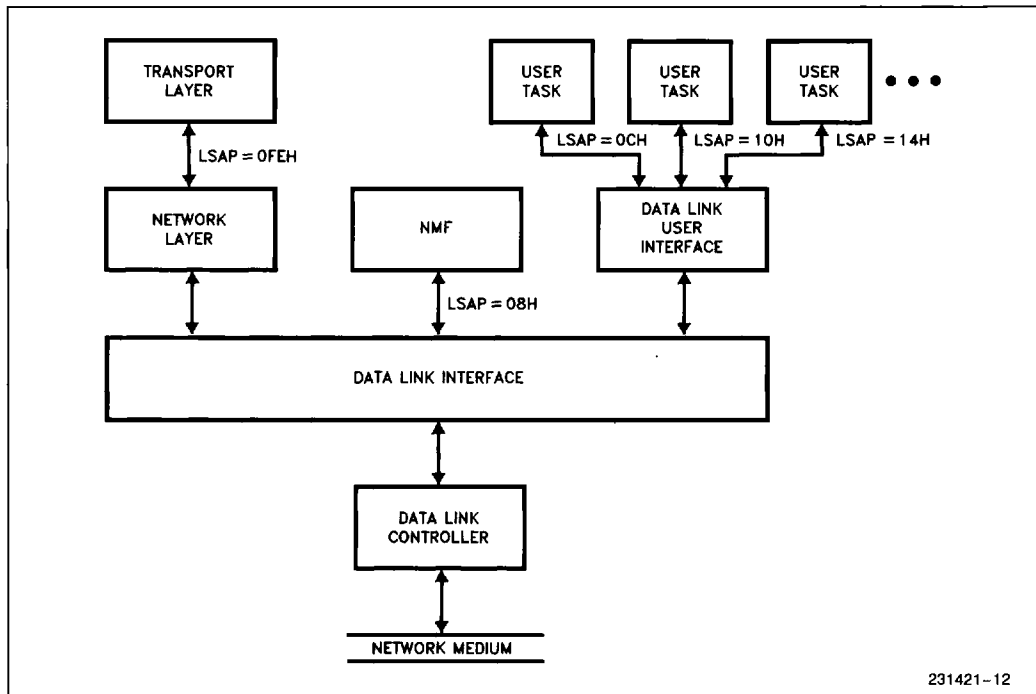 TRANSPORT
LAYER
USER
TASK
USER
TASK
USER
TASK
LSAP = 0FEH
LSAP = 0CH
LSAP = 10H
LSAP = 14H
NETWORK
LAYER
NMF
DATA LINK
USER
INTERFACE
LSAP = 08H
DATA LINK INTERFACE
DATA LINK
CONTROLLER
NETWORK MEDIUM
231421-12